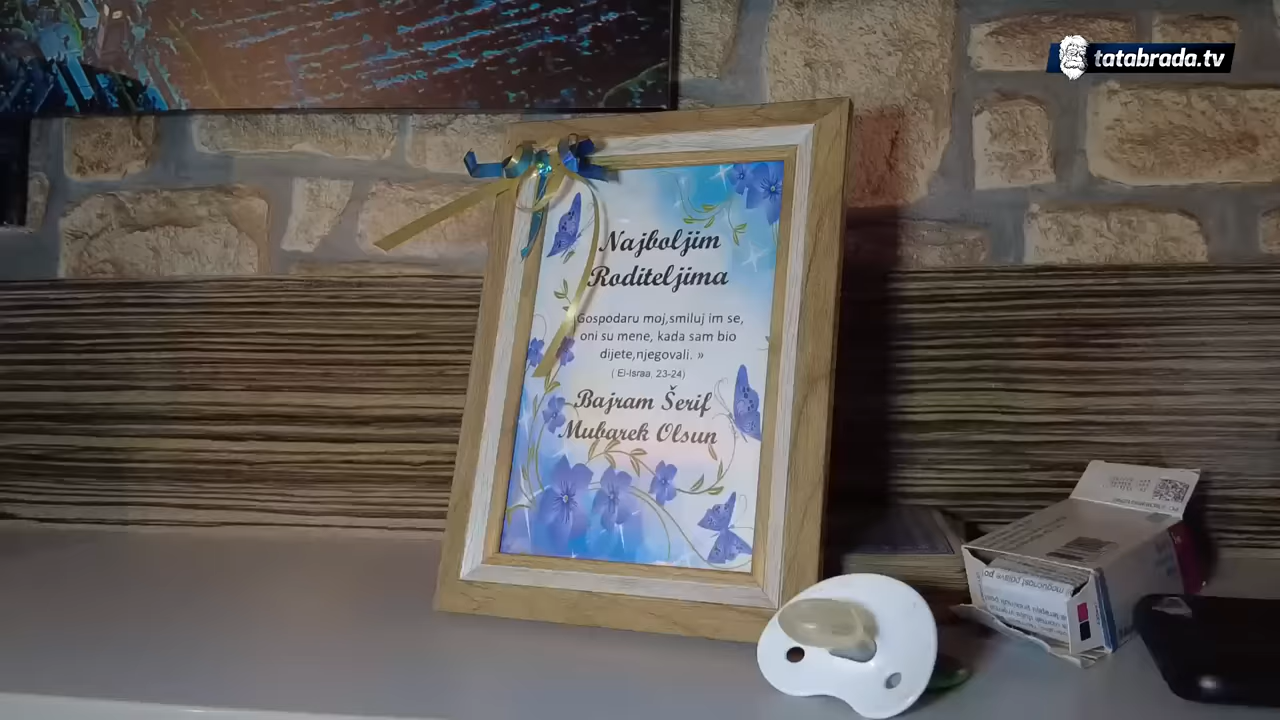 tatabrada.tv
Najboljim
Roditeljima
Gospodaru moj,smiluj im se,
oni su mene, kada sam bio
dijete,njegovali. »
( El-Israa, 23-24)
Bajram Šerif
Mubarek Olsun